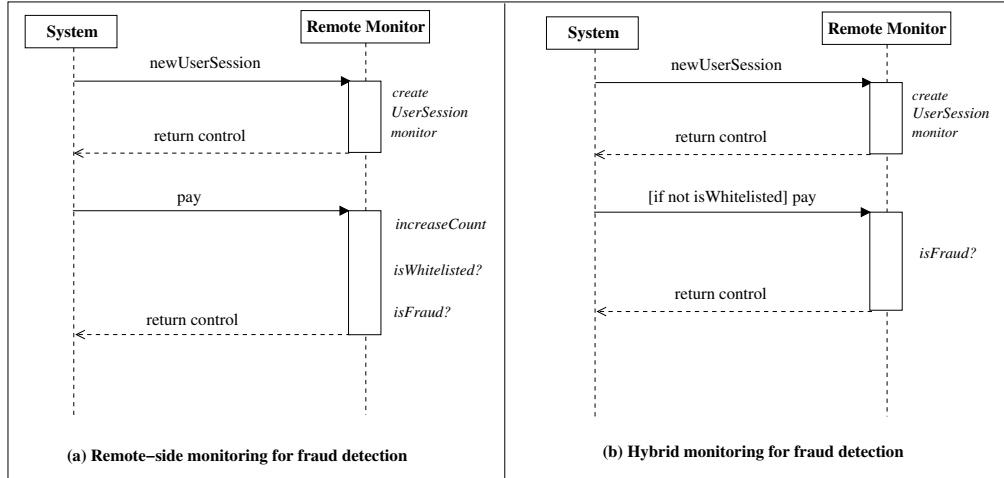 System
Remote Monitor
newUserSession
create
UserSession
monitor
return control
pay
increaseCount
isWhitelisted?
isFraud?
return control
(a) Remote−side monitoring for fraud detection
System
Remote Monitor
newUserSession
create
UserSession
monitor
return control
[if not isWhitelisted] pay
isFraud?
return control
(b) Hybrid monitoring for fraud detection